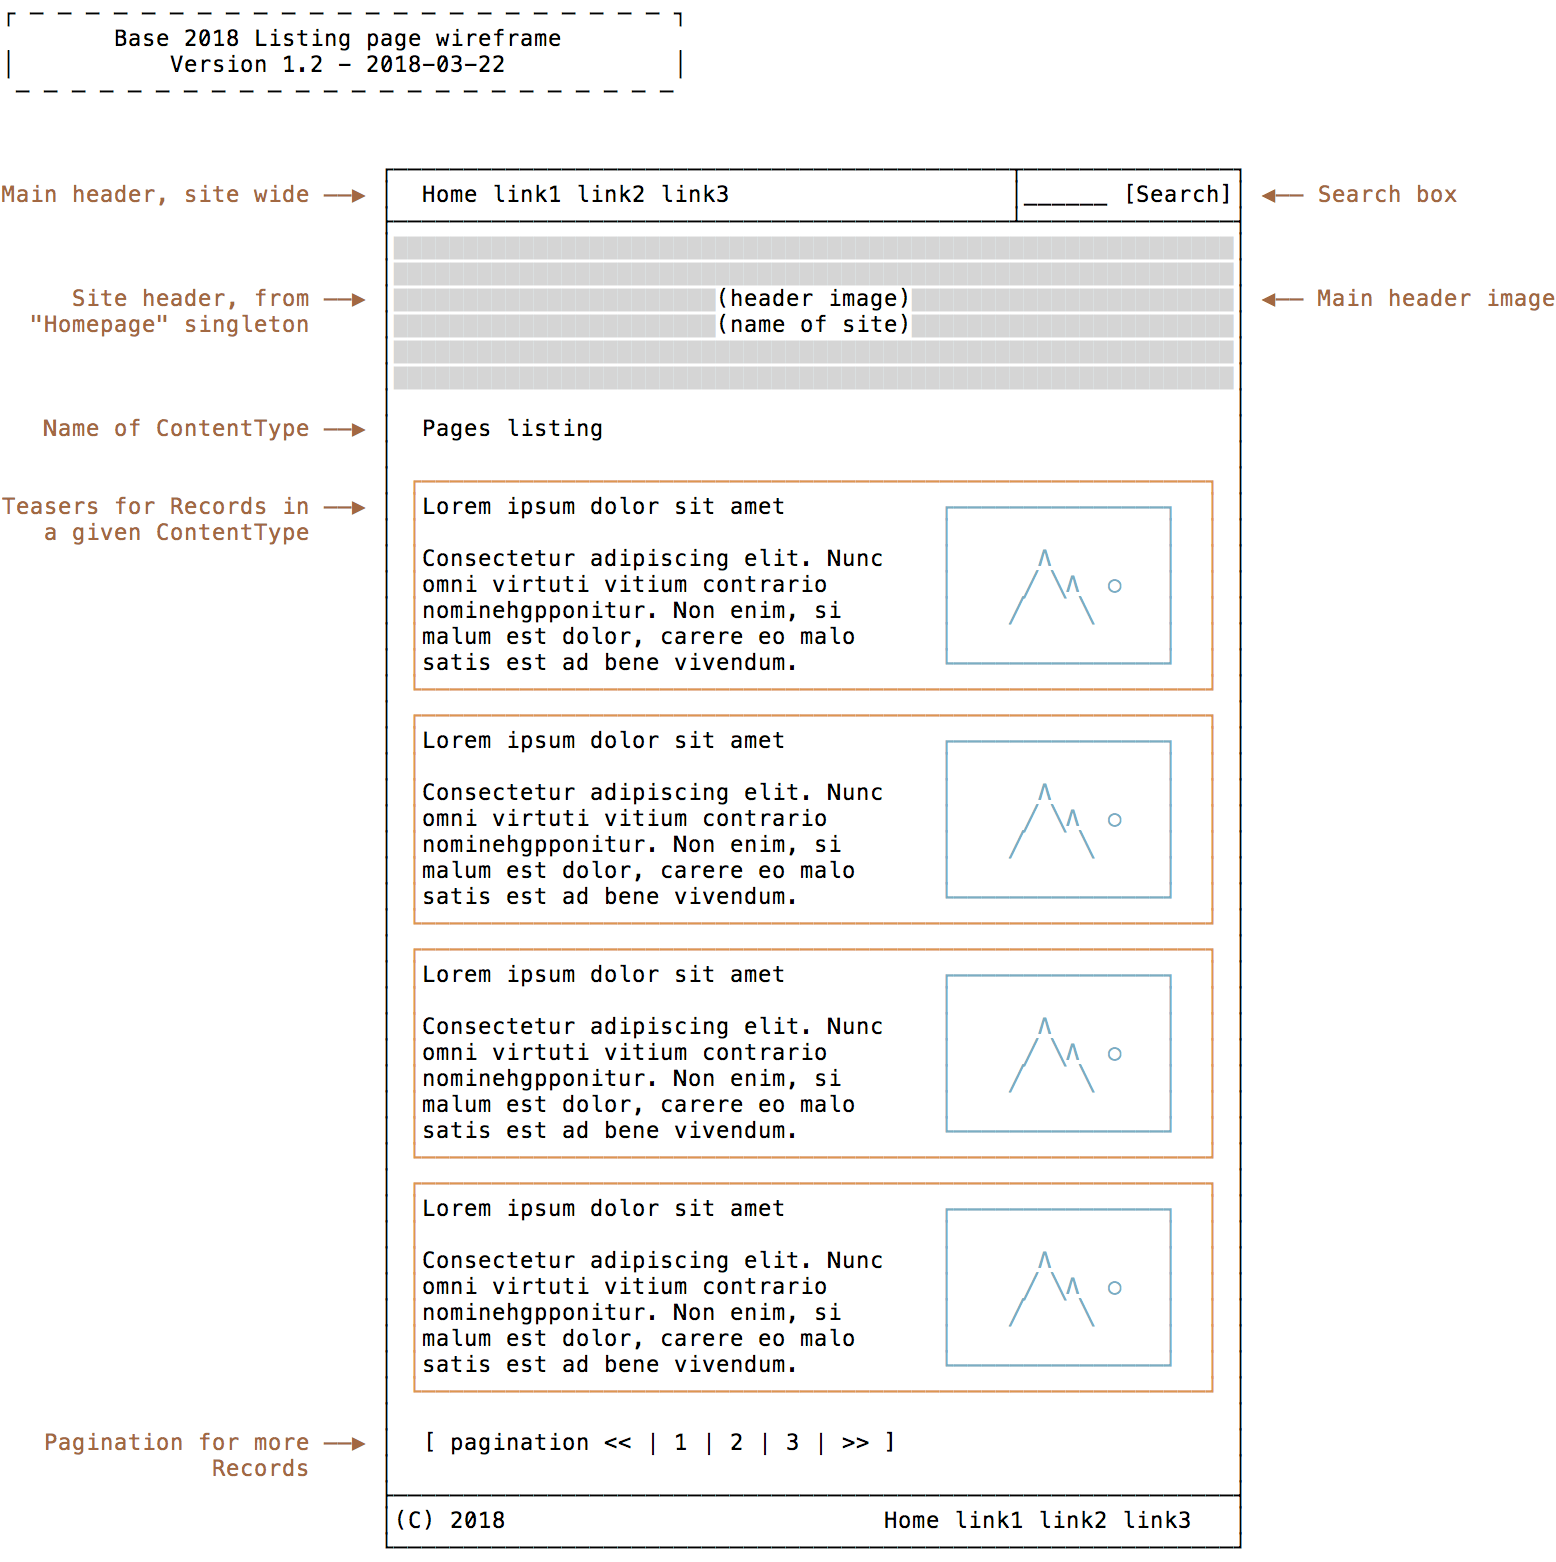 Base 2018 Listing page wireframe
Version 1.2 - 2018-03-22
Main header, site wide
Home link1 link2 link3
______ [Search]
Search box
Site header, from
"Homepage" singleton
(header image)
(name of site)
Main header image
Name of ContentType
Pages listing
Teasers for Records in
a given ContentType
Lorem ipsum dolor sit amet
Consectetur adipiscing elit. Nunc
omni virtuti vitium contrario
nominehgpponitur. Non enim, si
malum est dolor, carere eo malo
satis est ad bene vivendum.
Lorem ipsum dolor sit amet
Consectetur adipiscing elit. Nunc
omni virtuti vitium contrario
nominehgpponitur. Non enim, si
malum est dolor, carere eo malo
satis est ad bene vivendum.
Lorem ipsum dolor sit amet
Consectetur adipiscing elit. Nunc
omni virtuti vitium contrario
nominehgpponitur. Non enim, si
malum est dolor, carere eo malo
satis est ad bene vivendum.
Lorem ipsum dolor sit amet
Consectetur adipiscing elit. Nunc
omni virtuti vitium contrario
nominehgpponitur. Non enim, si
malum est dolor, carere eo malo
satis est ad bene vivendum.
Pagination for more
Records
[ pagination << | 1 | 2 | 3 | >> ]
(C) 2018
Home link1 link2 link3